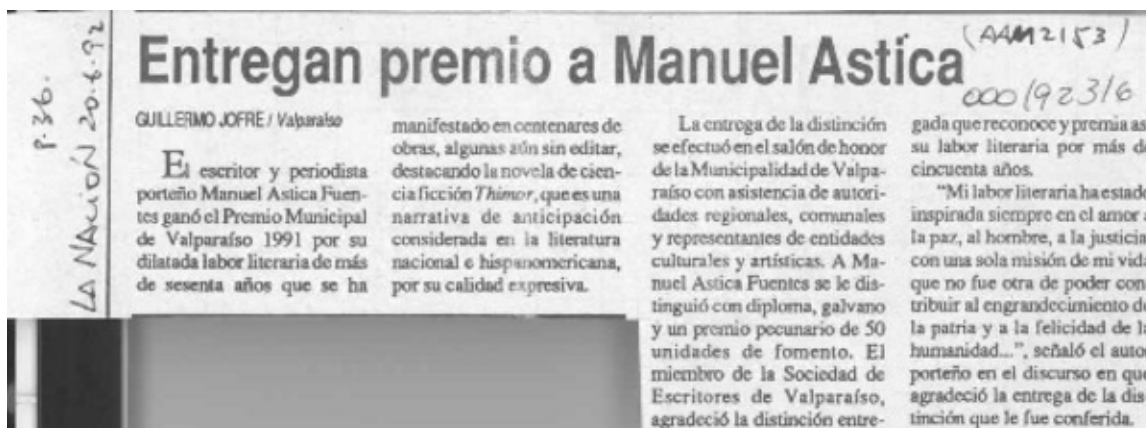 p.36.
LA NACIÓN 20.6.92
Entregan premio a Manuel Astica
(AAM2153)
000192316
GUILLERMO JOFRE / Valparaíso
El escritor y periodista
porteño Manuel Astica Fuen-
tes ganó el Premio Municipal
de Valparaíso 1991 por su
dilatada labor literaria de más
de sesenta años que se ha
manifestado en centenares de
obras, algunas aún sin editar,
destacando la novela de cien-
cia ficción Thimor, que es una
narrativa de anticipación
considerada en la literatura
nacional e hispanomericana,
por su calidad expresiva.
La entrega de la distinción
se efectuó en el salón de honor
de la Municipalidad de Valpa-
raíso con asistencia de autori-
dades regionales, comunales
y representantes de entidades
culturales y artísticas. A Ma-
nuel Astica Fuentes se le dis-
tinguió con diploma, galvano
y un premio pecunario de 50
unidades de fomento. El
miembro de la Sociedad de
Escritores de Valparaíso,
agradeció la distinción entre-
gada que reconoce y premia as
su labor literaria por más d
cincuenta años.
"Mi labor literaria ha estad
inspirada siempre en el amor
la paz, al hombre, a la justicia
con una sola misión de mi vida
que no fue otra de poder con
tribuir al engrandecimiento d
la patria y a la felicidad de l
humanidad...", señaló el auto
porteño en el discurso en que
agradeció la entrega de la dis-
tinción que le fue conferida.